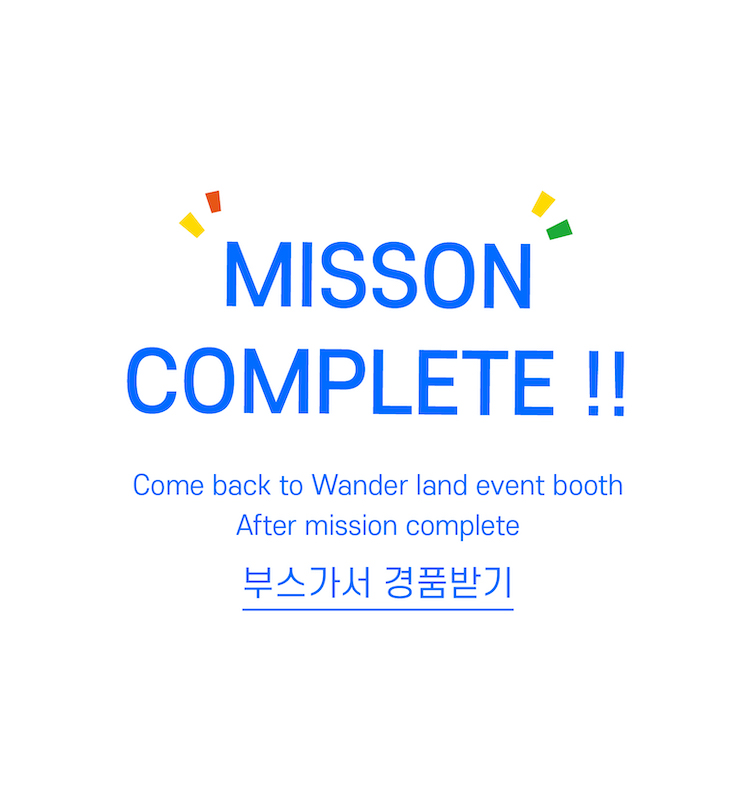 MISSON
COMPLETE !!
Come back to Wander land event booth
After mission complete
부스가서 경품받기